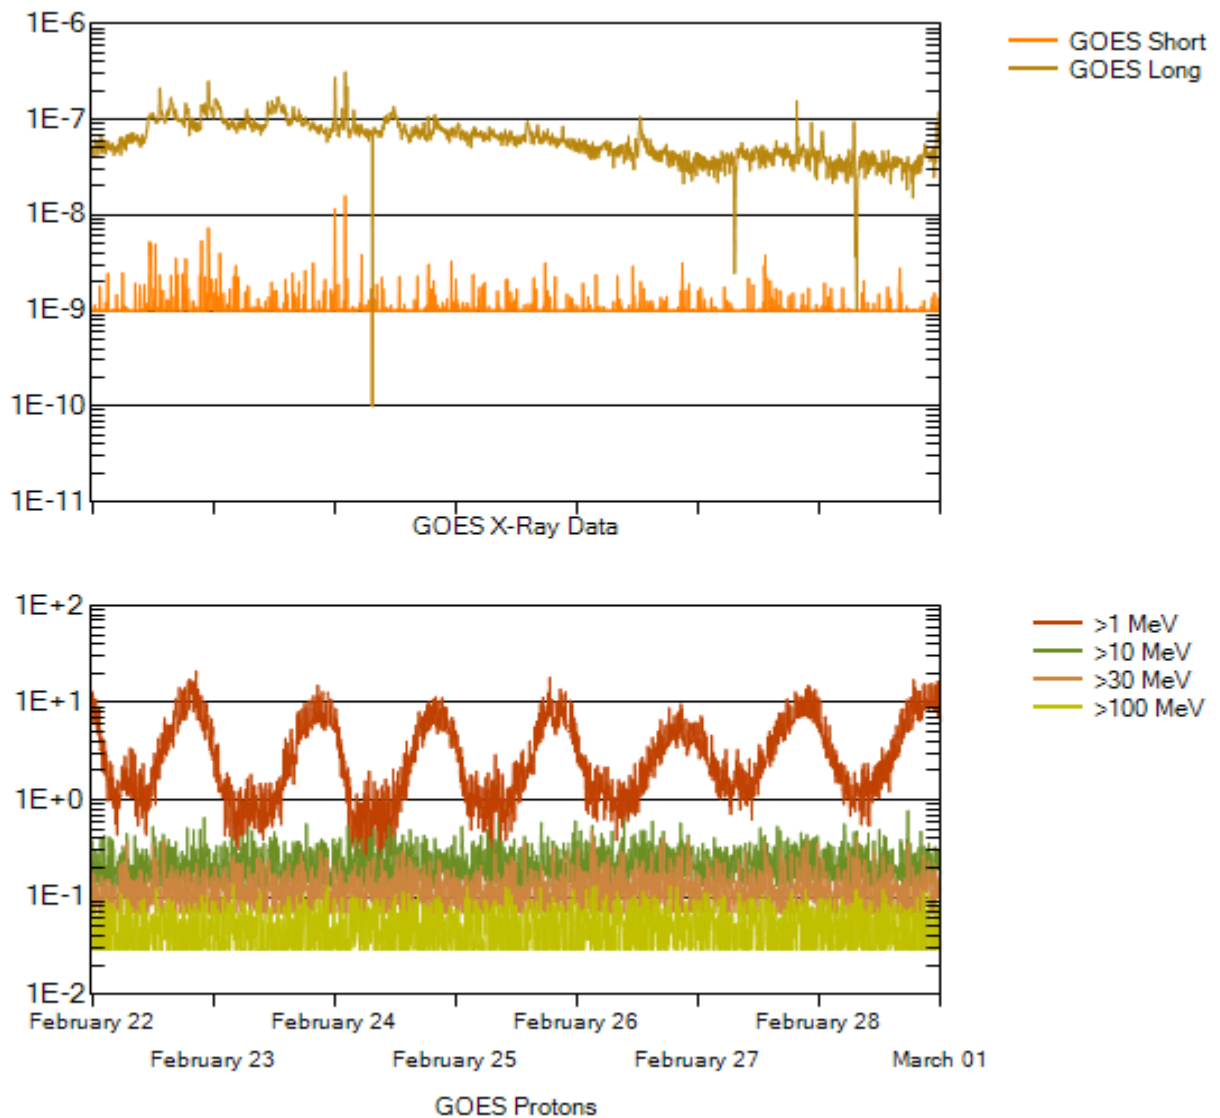 1E-6
1E-7
1E-8
1E-9
1E-10
1E-11
GOES Short
GOES Long
GOES X-Ray Data
1E+2
1E+1
1E+0
1E-1
1E-2
>1 MeV
>10 MeV
>30 MeV
>100 MeV
February 22
February 24
February 26
February 28
February 23
February 25
February 27
March 01
GOES Protons